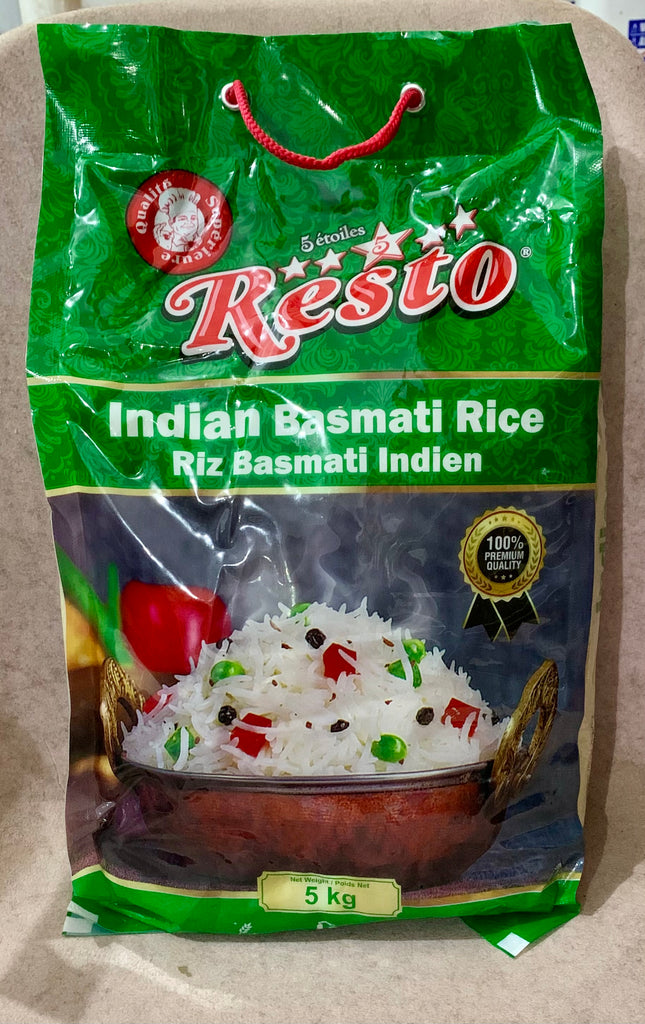 Qualité Supérieure
5 étoiles
5
Resto®
Indian Basmati Rice
Riz Basmati Indien
100%
PREMIUM
QUALITY
Net Weight / Poids Net
5 kg